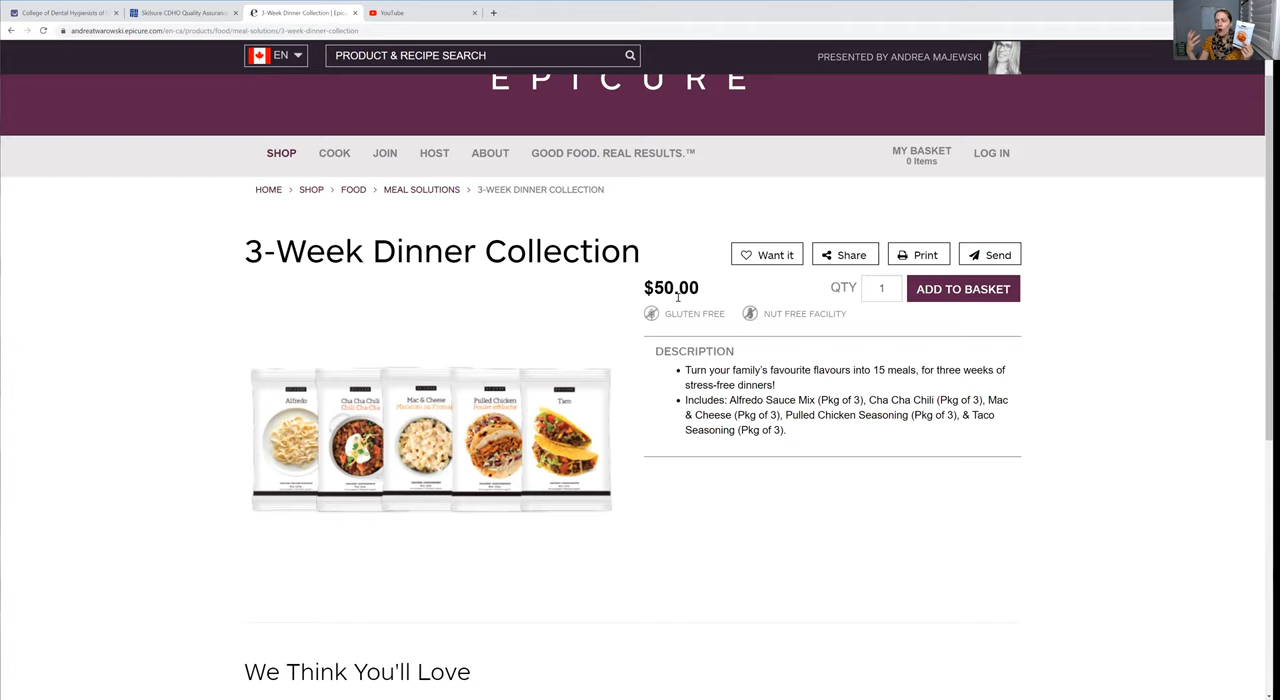 College of Dental Hygienists of
Skilsure CDHO Quality Assuranc
3-Week Dinner Collection | Epic
YouTube
andreatwarowski.epicure.com/en-ca/products/food/meal-solutions/3-week-dinner-collection
EN
PRODUCT & RECIPE SEARCH
PRESENTED BY ANDREA MAJEWSKI
EPICURE
SHOP
COOK
JOIN
HOST
ABOUT
GOOD FOOD. REAL RESULTS.™
MY BASKET
0 Items
LOG IN
HOME > SHOP > FOOD > MEAL SOLUTIONS > 3-WEEK DINNER COLLECTION
3-Week Dinner Collection
Want it
Share
Print
Send
$50.00
QTY
1
ADD TO BASKET
GLUTEN FREE
NUT FREE FACILITY
DESCRIPTION
• Turn your family's favourite flavours into 15 meals, for three weeks of
stress-free dinners!
• Includes: Alfredo Sauce Mix (Pkg of 3), Cha Cha Chili (Pkg of 3), Mac
& Cheese (Pkg of 3), Pulled Chicken Seasoning (Pkg of 3), & Taco
Seasoning (Pkg of 3).
Alfredo
Cha Cha Chili
Chili Cha-Cha
Mac & Cheese
Macaroni au Fromag
Pulled Chicken
Poulet effiloché
Taco
We Think You'll Love